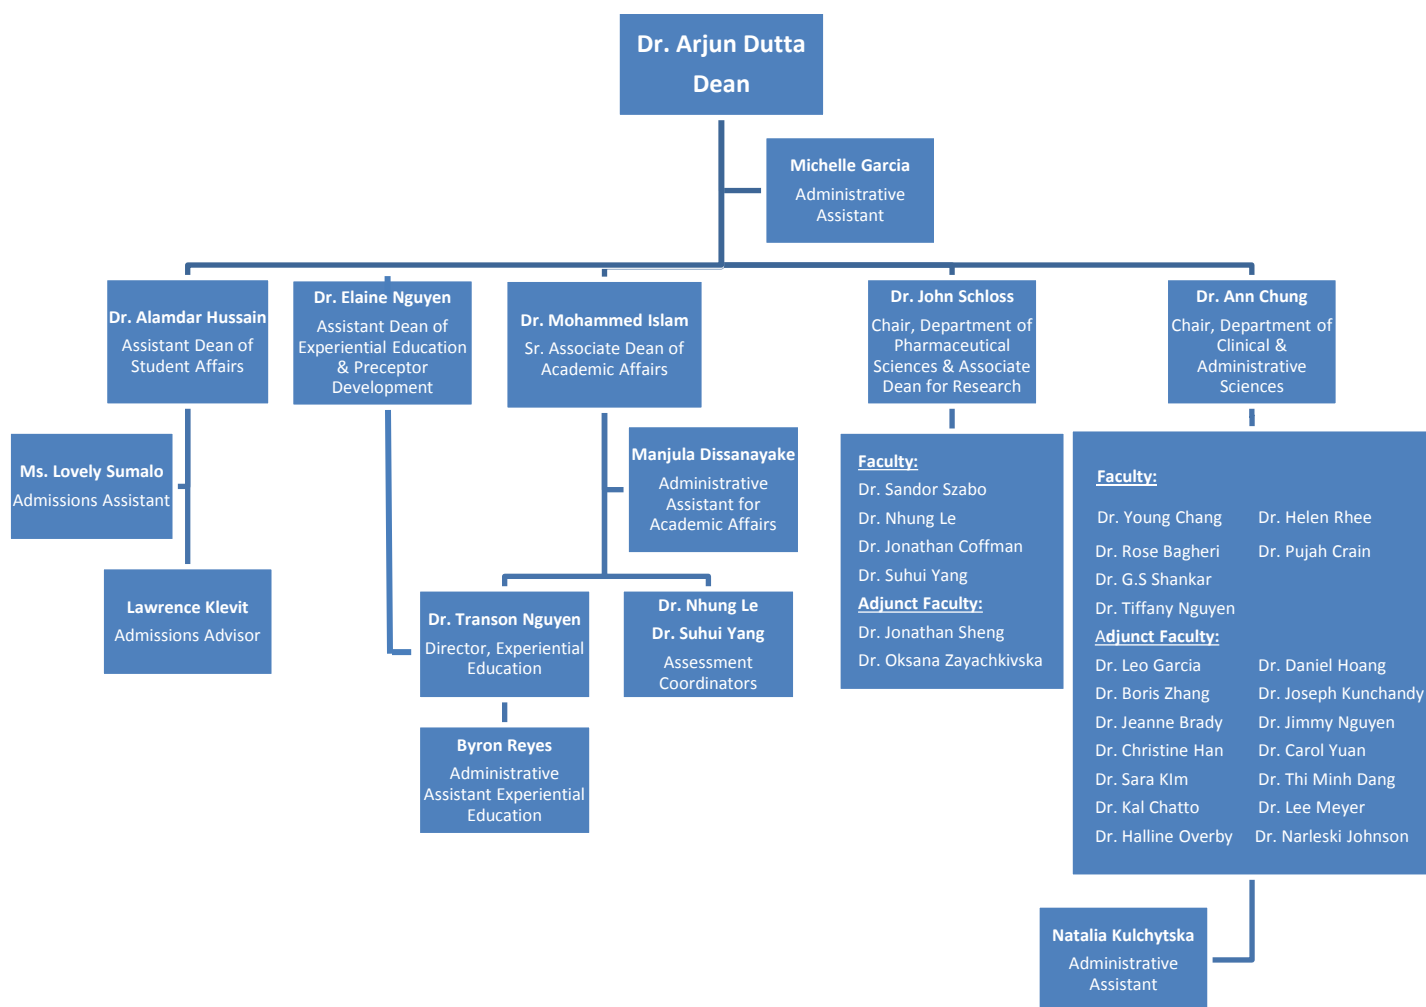 Dr. Arjun Dutta
Dean
Michelle Garcia
Administrative
Assistant
Dr. Alamdar Hussain
Assistant Dean of
Student Affairs
Dr. Elaine Nguyen
Assistant Dean of
Experiential Education
& Preceptor
Development
Dr. Mohammed Islam
Sr. Associate Dean of
Academic Affairs
Dr. John Schloss
Chair, Department of
Pharmaceutical
Sciences & Associate
Dean for Research
Dr. Ann Chung
Chair, Department of
Clinical &
Administrative
Sciences
Ms. Lovely Sumalo
Admissions Assistant
Lawrence Klevit
Admissions Advisor
Manjula Dissanayake
Administrative
Assistant for
Academic Affairs
Dr. Transon Nguyen
Director, Experiential
Education
Dr. Nhung Le
Dr. Suhui Yang
Assessment
Coordinators
Byron Reyes
Administrative
Assistant Experiential
Education
Faculty:
Dr. Sandor Szabo
Dr. Nhung Le
Dr. Jonathan Coffman
Dr. Suhui Yang
Adjunct Faculty:
Dr. Jonathan Sheng
Dr. Oksana Zayachkivska
Faculty:
Dr. Young Chang Dr. Helen Rhee
Dr. Rose Bagheri Dr. Pujah Crain
Dr. G.S Shankar
Dr. Tiffany Nguyen
Adjunct Faculty:
Dr. Leo Garcia Dr. Daniel Hoang
Dr. Boris Zhang Dr. Joseph Kunchandy
Dr. Jeanne Brady Dr. Jimmy Nguyen
Dr. Christine Han Dr. Carol Yuan
Dr. Sara KIm Dr. Thi Minh Dang
Dr. Kal Chatto Dr. Lee Meyer
Dr. Halline Overby Dr. Narleski Johnson
Natalia Kulchytska
Administrative
Assistant